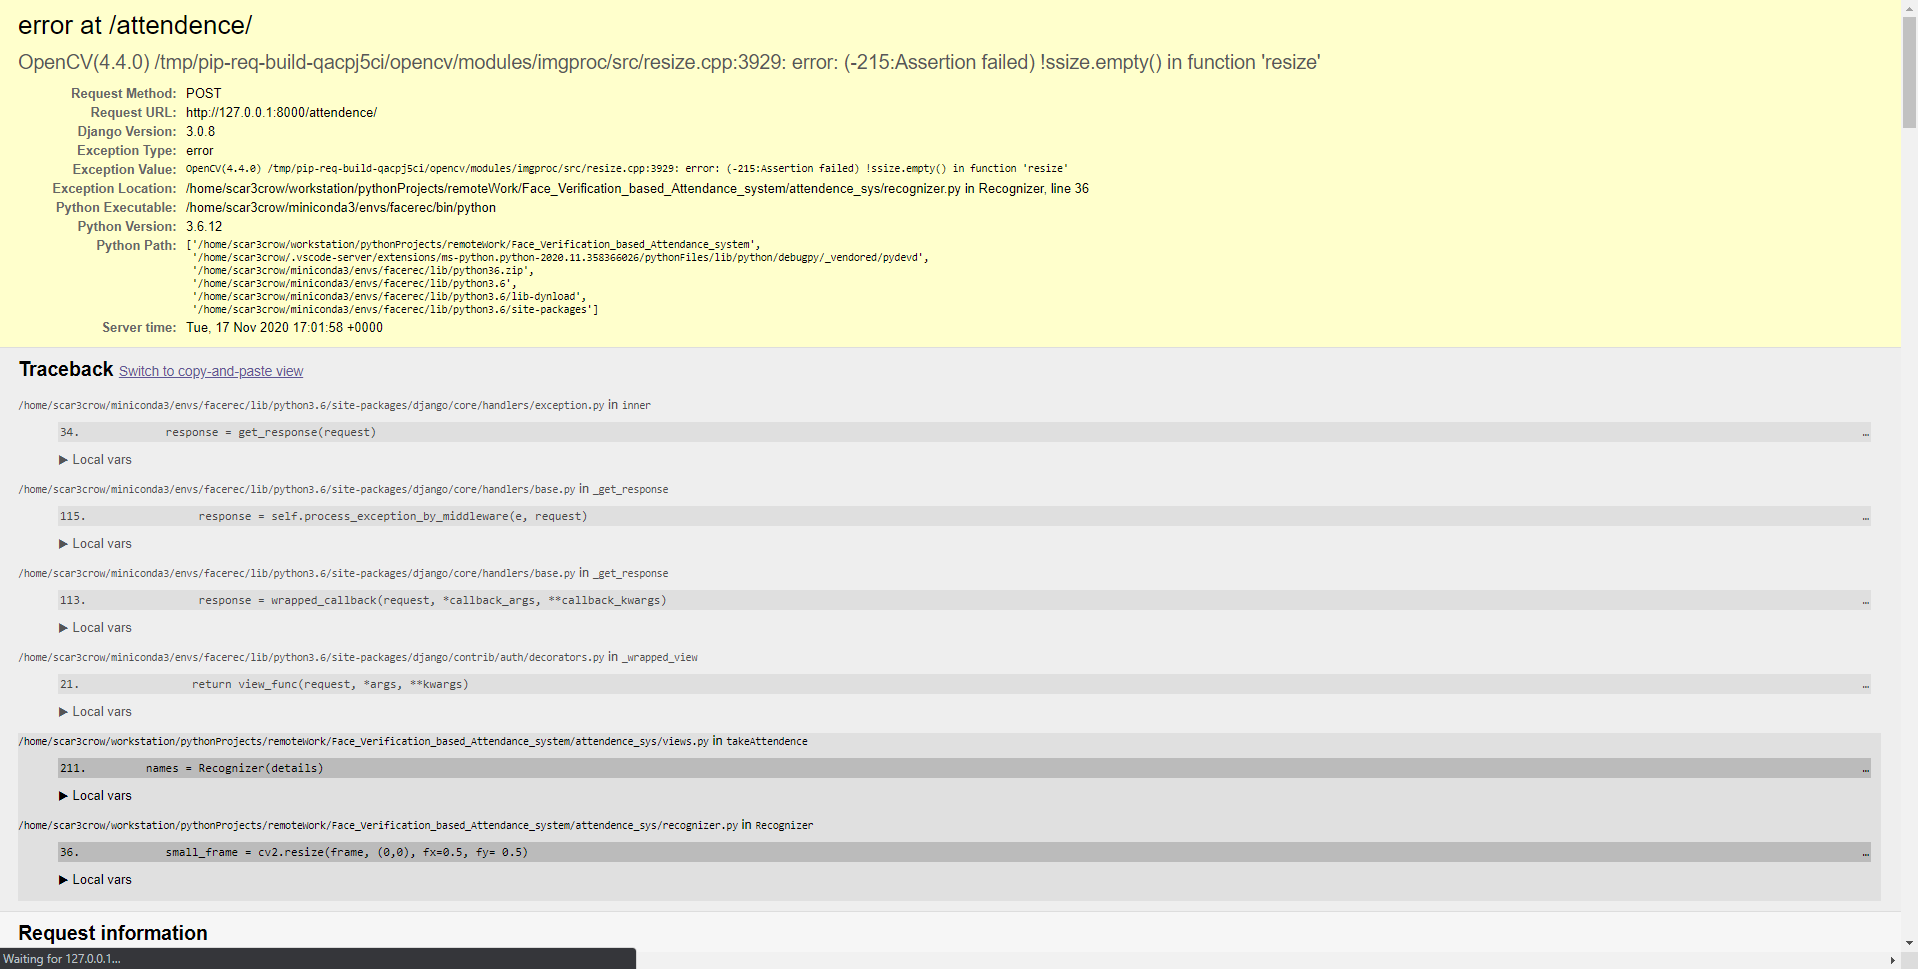 error at /attendence/
OpenCV(4.4.0) /tmp/pip-req-build-qacpj5ci/opencv/modules/imgproc/src/resize.cpp:3929: error: (-215:Assertion failed) !ssize.empty() in function 'resize'
Request Method: POST
Request URL: http://127.0.0.1:8000/attendence/
Django Version: 3.0.8
Exception Type: error
Exception Value: OpenCV(4.4.0) /tmp/pip-req-build-qacpj5ci/opencv/modules/imgproc/src/resize.cpp:3929: error: (-215:Assertion failed) !ssize.empty() in function 'resize'
Exception Location: /home/scar3crow/workstation/pythonProjects/remoteWork/Face_Verification_based_Attendance_system/attendence_sys/recognizer.py in Recognizer, line 36
Python Executable: /home/scar3crow/miniconda3/envs/facerec/bin/python
Python Version: 3.6.12
Python Path: ['/home/scar3crow/workstation/pythonProjects/remoteWork/Face_Verification_based_Attendance_system',
'/home/scar3crow/.vscode-server/extensions/ms-python.python-2020.11.358366026/pythonFiles/lib/python/debugpy/_vendored/pydevd',
'/home/scar3crow/miniconda3/envs/facerec/lib/python36.zip',
'/home/scar3crow/miniconda3/envs/facerec/lib/python3.6',
'/home/scar3crow/miniconda3/envs/facerec/lib/python3.6/lib-dynload',
'/home/scar3crow/miniconda3/envs/facerec/lib/python3.6/site-packages']
Server time: Tue, 17 Nov 2020 17:01:58 +0000
Traceback Switch to copy-and-paste view
/home/scar3crow/miniconda3/envs/facerec/lib/python3.6/site-packages/django/core/handlers/exception.py in inner
34. response = get_response(request) …
▶ Local vars
/home/scar3crow/miniconda3/envs/facerec/lib/python3.6/site-packages/django/core/handlers/base.py in _get_response
115. response = self.process_exception_by_middleware(e, request) …
▶ Local vars
/home/scar3crow/miniconda3/envs/facerec/lib/python3.6/site-packages/django/core/handlers/base.py in _get_response
113. response = wrapped_callback(request, *callback_args, **callback_kwargs) …
▶ Local vars
/home/scar3crow/miniconda3/envs/facerec/lib/python3.6/site-packages/django/contrib/auth/decorators.py in _wrapped_view
21. return view_func(request, *args, **kwargs) …
▶ Local vars
/home/scar3crow/workstation/pythonProjects/remoteWork/Face_Verification_based_Attendance_system/attendence_sys/views.py in takeAttendence
211. names = Recognizer(details) …
▶ Local vars
/home/scar3crow/workstation/pythonProjects/remoteWork/Face_Verification_based_Attendance_system/attendence_sys/recognizer.py in Recognizer
36. small_frame = cv2.resize(frame, (0,0), fx=0.5, fy= 0.5) …
▶ Local vars
Request information
Waiting for 127.0.0.1...